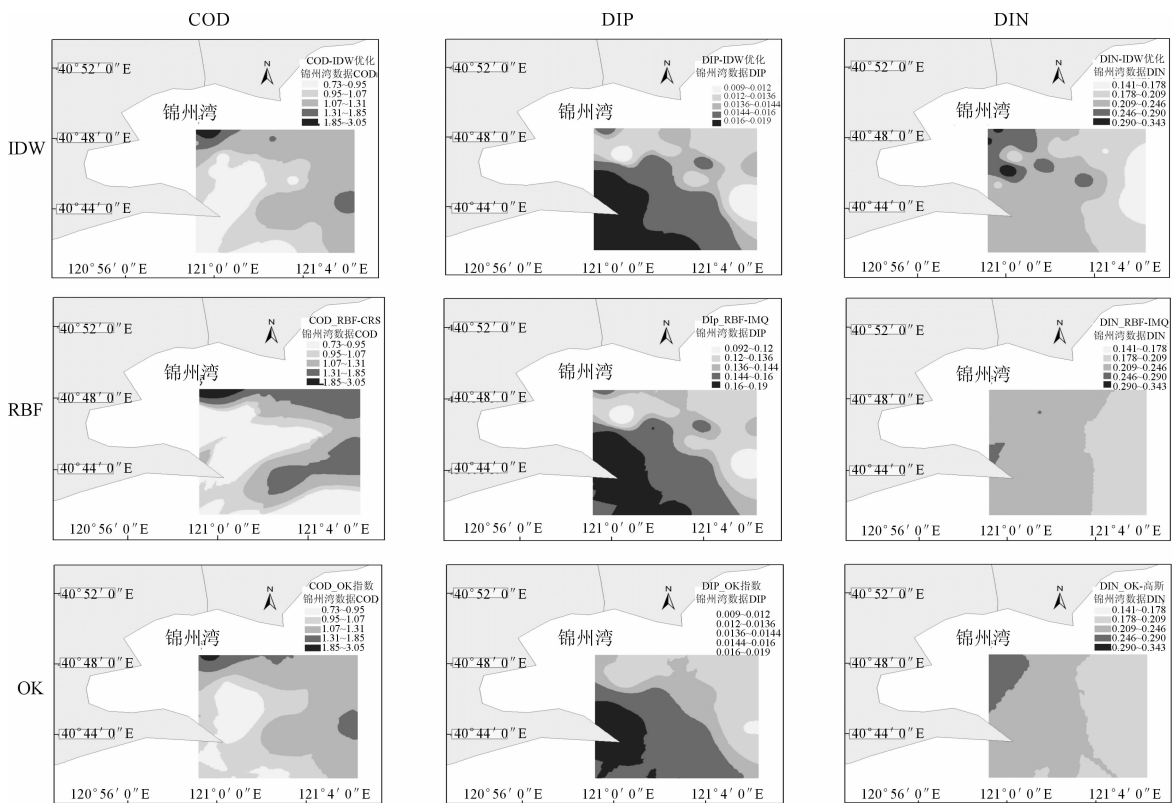 COD
DIP
DIN
IDW
COD-IDW优化
锦州湾数据COD
0.73~0.95
0.95~1.07
1.07~1.31
1.31~1.85
1.85~3.05
N
锦州湾
40°52′0″E
40°48′0″E
40°44′0″E
120°56′0″E
121°0′0″E
121°4′0″E
DIP-IDW优化
锦州湾数据DIP
0.009~0.012
0.012~0.0136
0.0136~0.0144
0.0144~0.016
0.016~0.019
N
锦州湾
40°52′0″E
40°48′0″E
40°44′0″E
120°56′0″E
121°0′0″E
121°4′0″E
DIN-IDW优化
锦州湾数据DIN
0.141~0.178
0.178~0.209
0.209~0.246
0.246~0.290
0.290~0.343
N
锦州湾
40°52′0″E
40°48′0″E
40°44′0″E
120°56′0″E
121°0′0″E
121°4′0″E
RBF
COD_RBF-CRS
锦州湾数据COD
0.73~0.95
0.95~1.07
1.07~1.31
1.31~1.85
1.85~3.05
N
锦州湾
40°52′0″E
40°48′0″E
40°44′0″E
120°56′0″E
121°0′0″E
121°4′0″E
DIp_RBF-IMQ
锦州湾数据DIP
0.092~0.12
0.12~0.136
0.136~0.144
0.144~0.16
0.16~0.19
N
锦州湾
40°52′0″E
40°48′0″E
40°44′0″E
120°56′0″E
121°0′0″E
121°4′0″E
DIN_RBF-IMQ
锦州湾数据DIN
0.141~0.178
0.178~0.209
0.209~0.246
0.246~0.290
0.290~0.343
N
锦州湾
40°52′0″E
40°48′0″E
40°44′0″E
120°56′0″E
121°0′0″E
121°4′0″E
OK
COD_OK指数
锦州湾数据COD
0.73~0.95
0.95~1.07
1.07~1.31
1.31~1.85
1.85~3.05
N
锦州湾
40°52′0″E
40°48′0″E
40°44′0″E
120°56′0″E
121°0′0″E
121°4′0″E
DIP_OK指数
锦州湾数据DIP
0.009~0.012
0.012~0.0136
0.0136~0.0144
0.0144~0.016
0.016~0.019
N
锦州湾
40°52′0″E
40°48′0″E
40°44′0″E
120°56′0″E
121°0′0″E
121°4′0″E
DIN_OK-高斯
锦州湾数据DIN
0.141~0.178
0.178~0.209
0.209~0.246
0.246~0.290
0.290~0.343
N
锦州湾
40°52′0″E
40°48′0″E
40°44′0″E
120°56′0″E
121°0′0″E
121°4′0″E